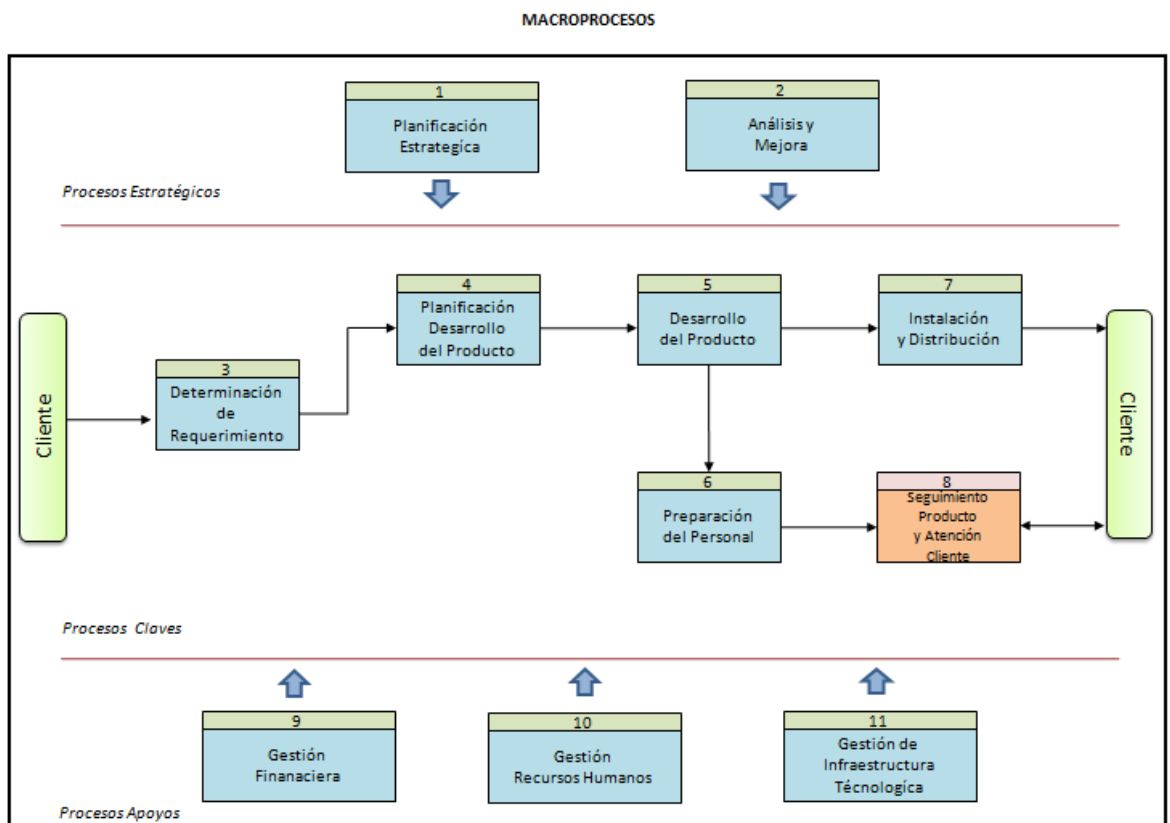 MACROPROCESOS
1
Planificación
Estrategíca
2
Análisis y
Mejora
Procesos Estratégicos
4
Planificación
Desarrollo
del Producto
5
Desarrollo
del Producto
7
Instalación
y Distribución
Cliente
3
Determinación
de
Requerimiento
Cliente
6
Preparación
del Personal
8
Seguimiento
Producto
y Atención
Cliente
Procesos Claves
9
Gestión
Finanaciera
10
Gestión
Recursos Humanos
11
Gestión de
Infraestructura
Técnologíca
Procesos Apoyos